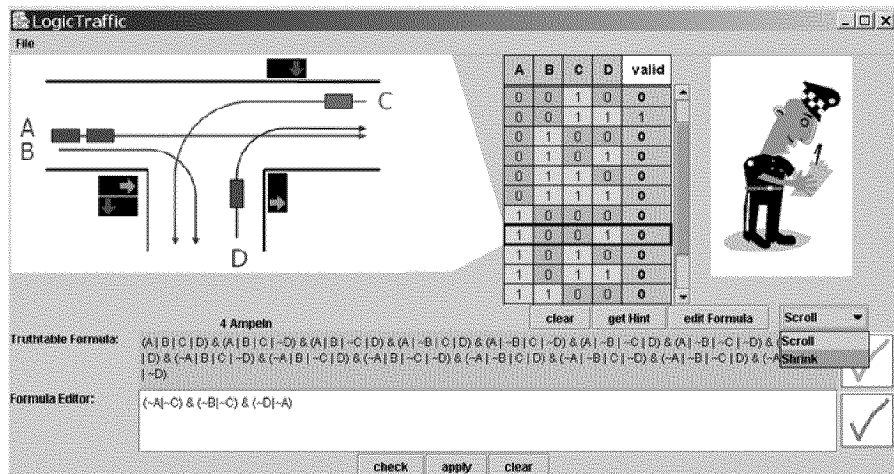 LogicTraffic
File
A B C D valid
0 0 1 0 0
0 0 1 1 1
0 1 0 0 0
0 1 0 1 0
0 1 1 0 0
0 1 1 1 0
1 0 0 0 0
1 0 0 1 0
1 0 1 0 0
1 0 1 1 0
1 1 0 0 0
A
B
C
D
4 Ampeln
clear get Hint edit Formula Scroll
Scroll
Shrink
Truthtable Formula:
(A | B | C | D) & (A | B | C | ~D) & (A | B | ~C | D) & (A | ~B | C | D) & (A | ~B | C | ~D) & (A | ~B | ~C | D) & (A | ~B | ~C | ~D) & (~A | B | C
| D) & (~A | B | C | ~D) & (~A | B | ~C | D) & (~A | B | ~C | ~D) & (~A | ~B | C | D) & (~A | ~B | C | ~D) & (~A | ~B | ~C | D) & (~A
| ~D)
Formula Editor:
(~A|~C) & (~B|~C) & (~D|~A)
check apply clear